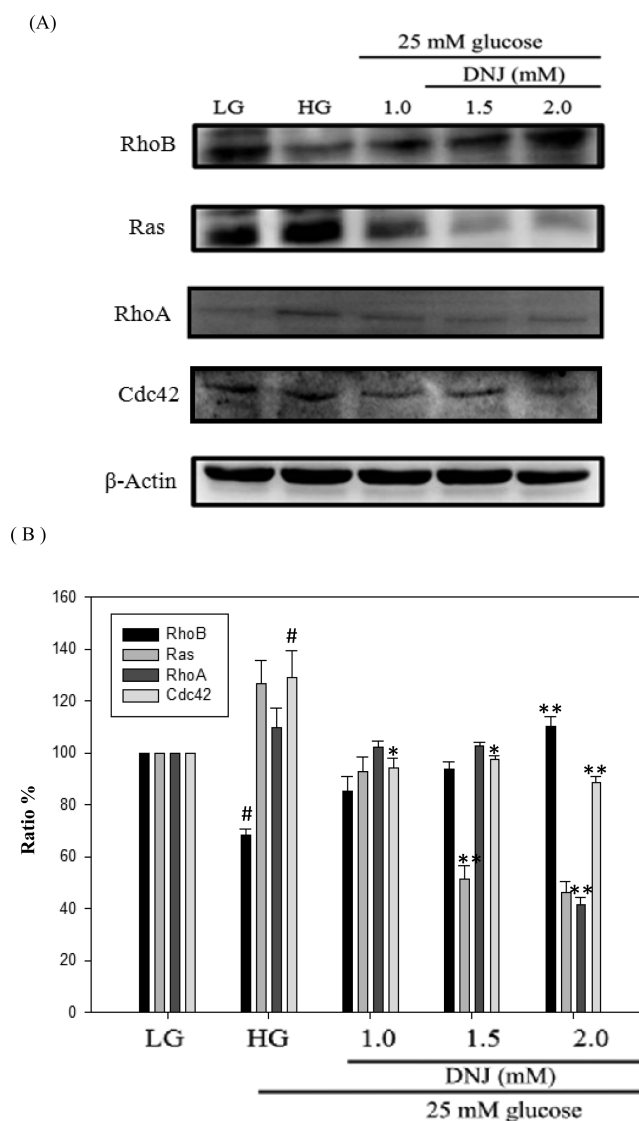 (A)
25 mM glucose
DNJ (mM)
LG HG 1.0 1.5 2.0
RhoB
Ras
RhoA
Cdc42
β-Actin
( B )
160
140
120
100
80
60
40
20
0
Ratio %
RhoB
Ras
RhoA
Cdc42
#
#
*
**
*
**
**
**
LG HG 1.0 1.5 2.0
DNJ (mM)
25 mM glucose